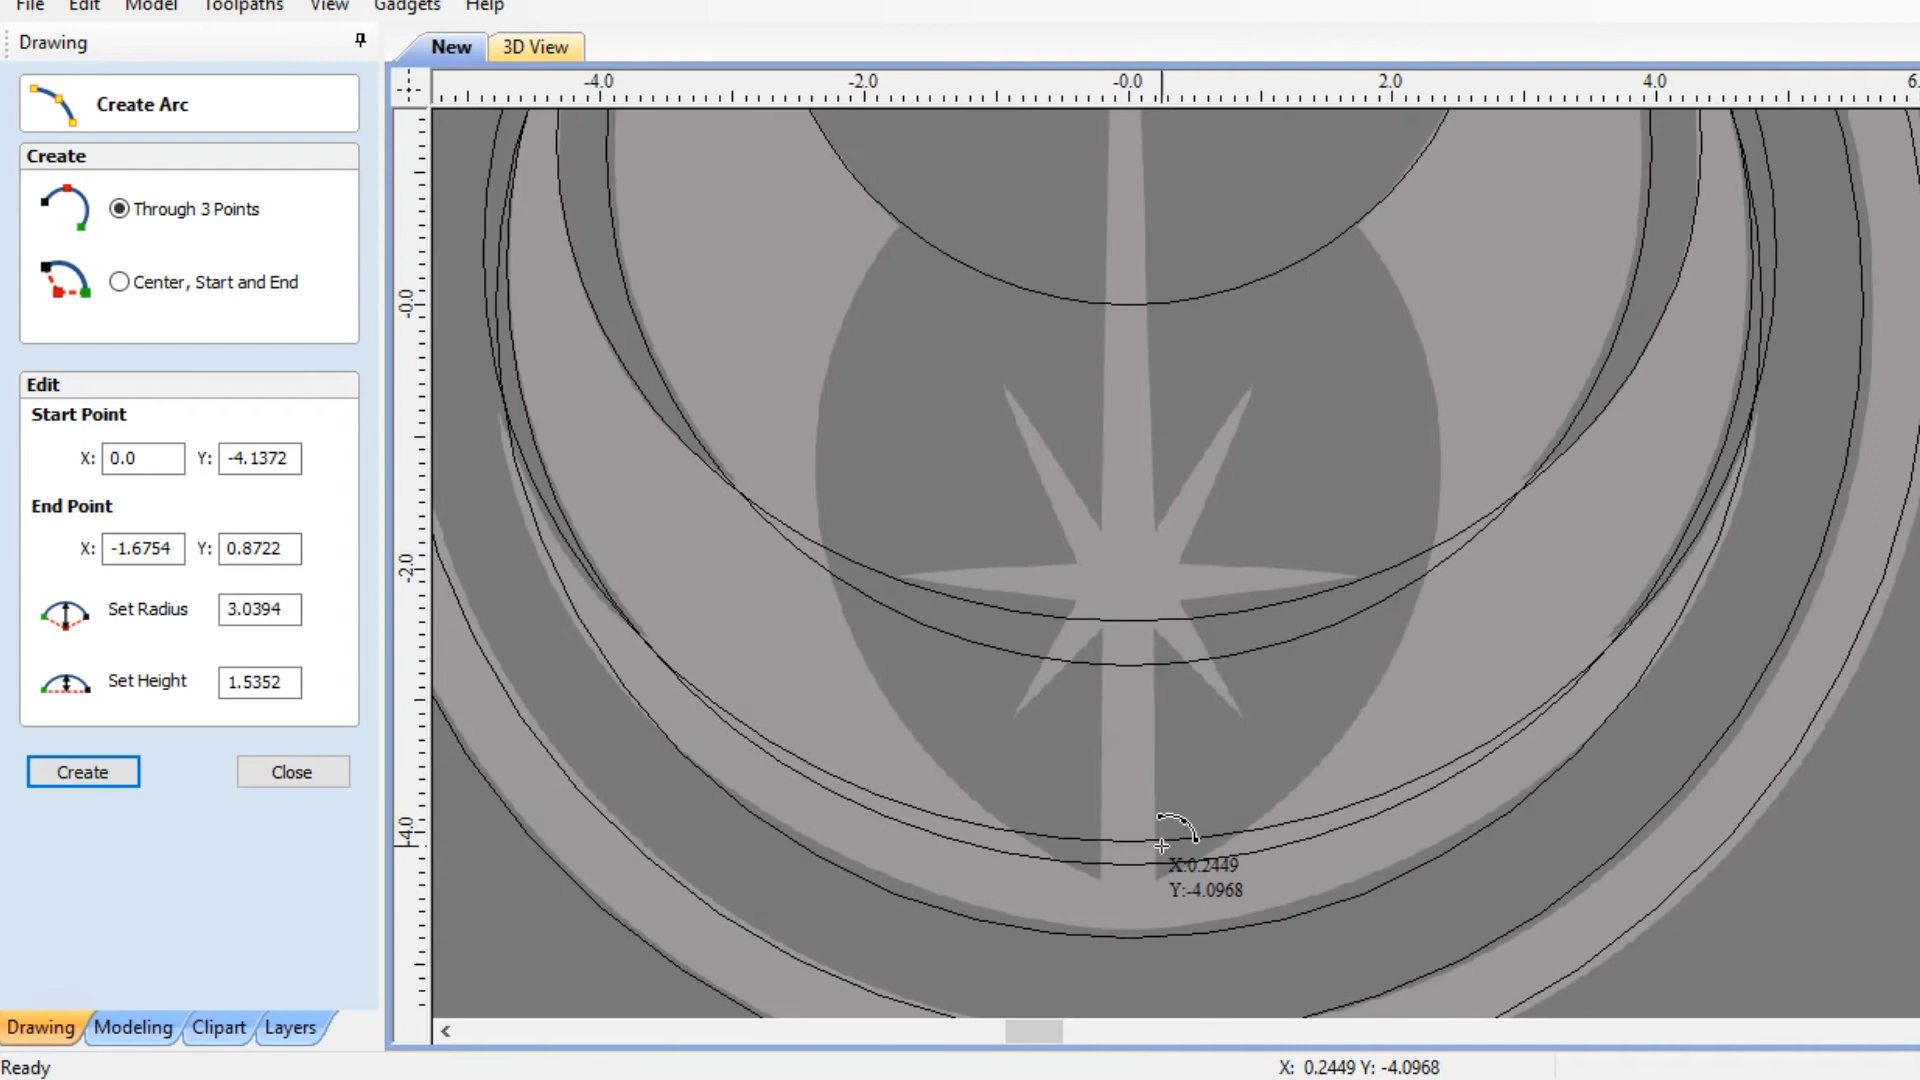 File Edit Model Toolpaths View Gadgets Help
Drawing
New 3D View
Create Arc
-4.0 -2.0 -0.0 2.0 4.0 6.
Create
Through 3 Points
Center, Start and End
-0.0
Edit
Start Point
X: 0.0 Y: -4.1372
End Point
X: -1.6754 Y: 0.8722
-2.0
Set Radius 3.0394
Set Height 1.5352
Create Close
-4.0
X:0.2449
Y:-4.0968
Drawing Modeling Clipart Layers
Ready X: 0.2449 Y: -4.0968